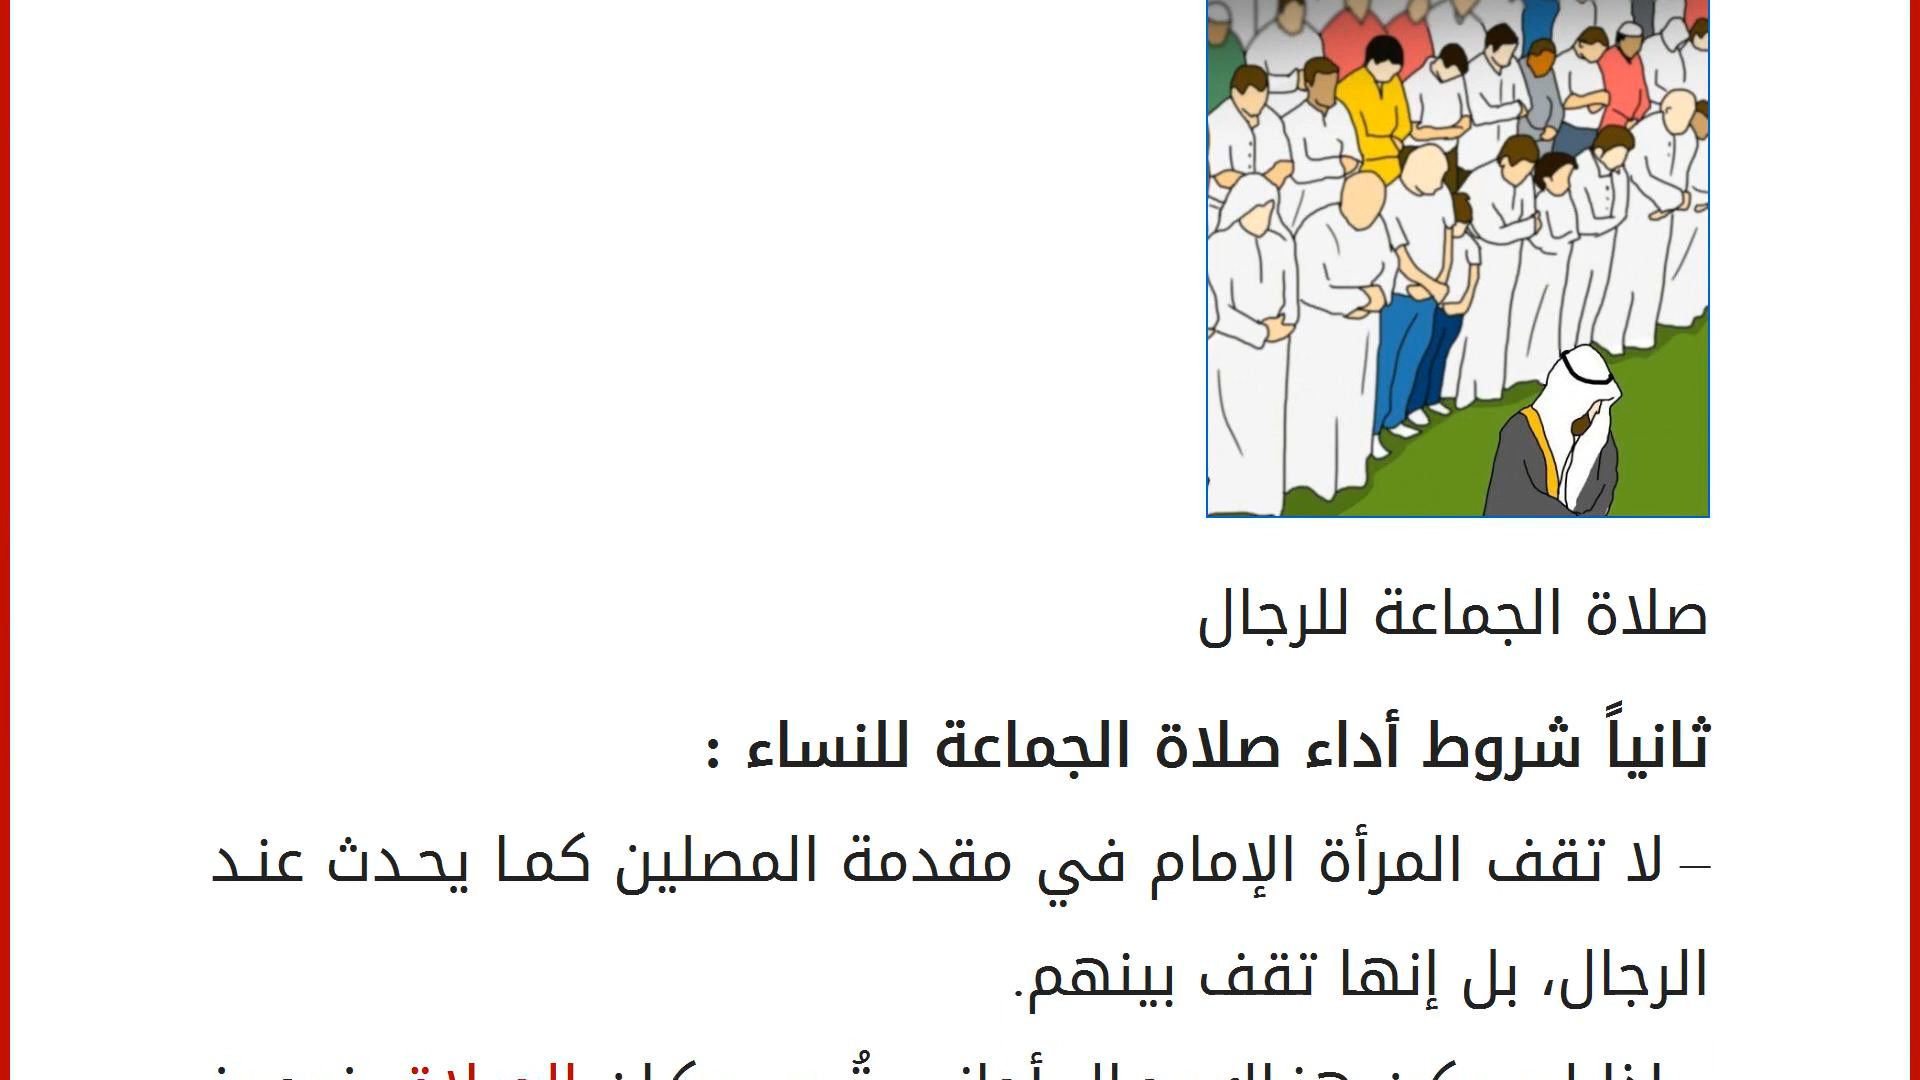 صلاة الجماعة للرجال
ثانياً شروط أداء صلاة الجماعة للنساء :
– لا تقف المرأة الإمام في مقدمة المصلين كما يحدث عند
الرجال، بل إنها تقف بينهم.